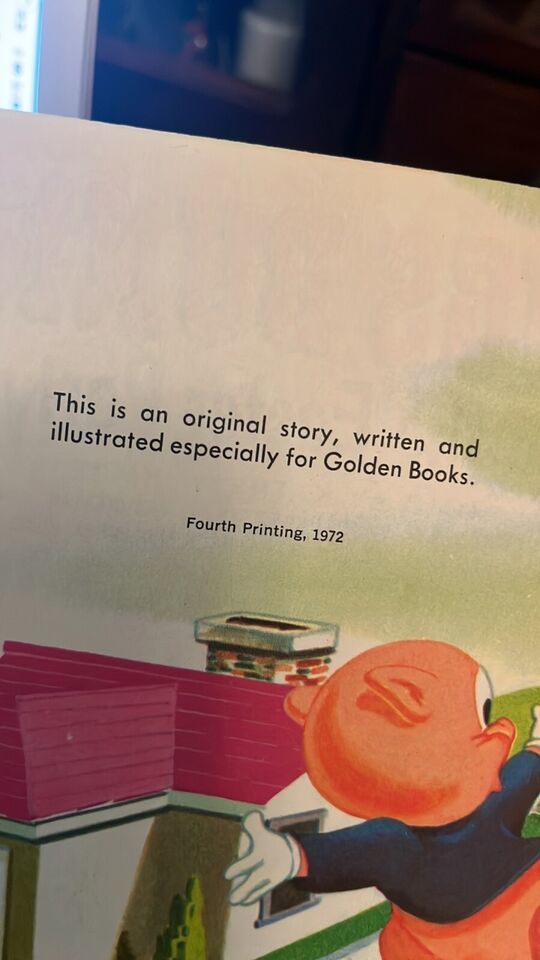 This is an original story, written and
illustrated especially for Golden Books.
Fourth Printing, 1972